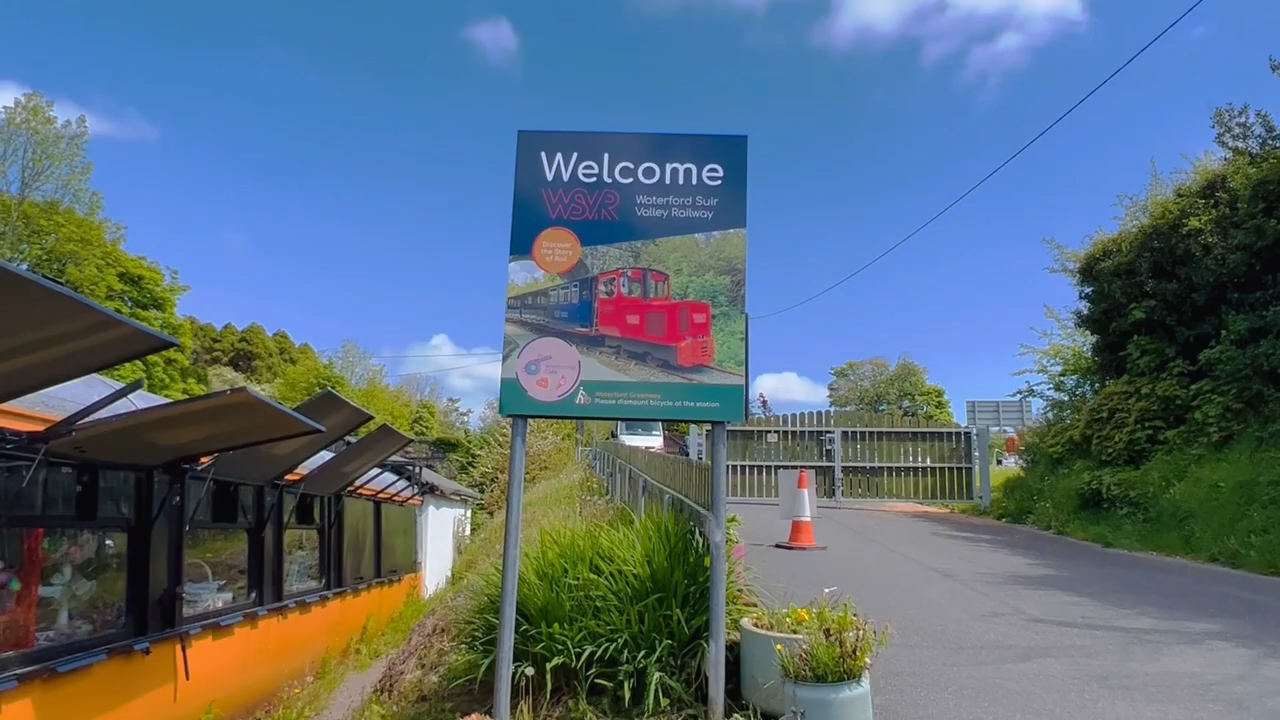 Welcome
WSVR
Waterford Suir
Valley Railway
Discover
the Story
of Rail
Waterford Greenway
Please dismount bicycle at the station